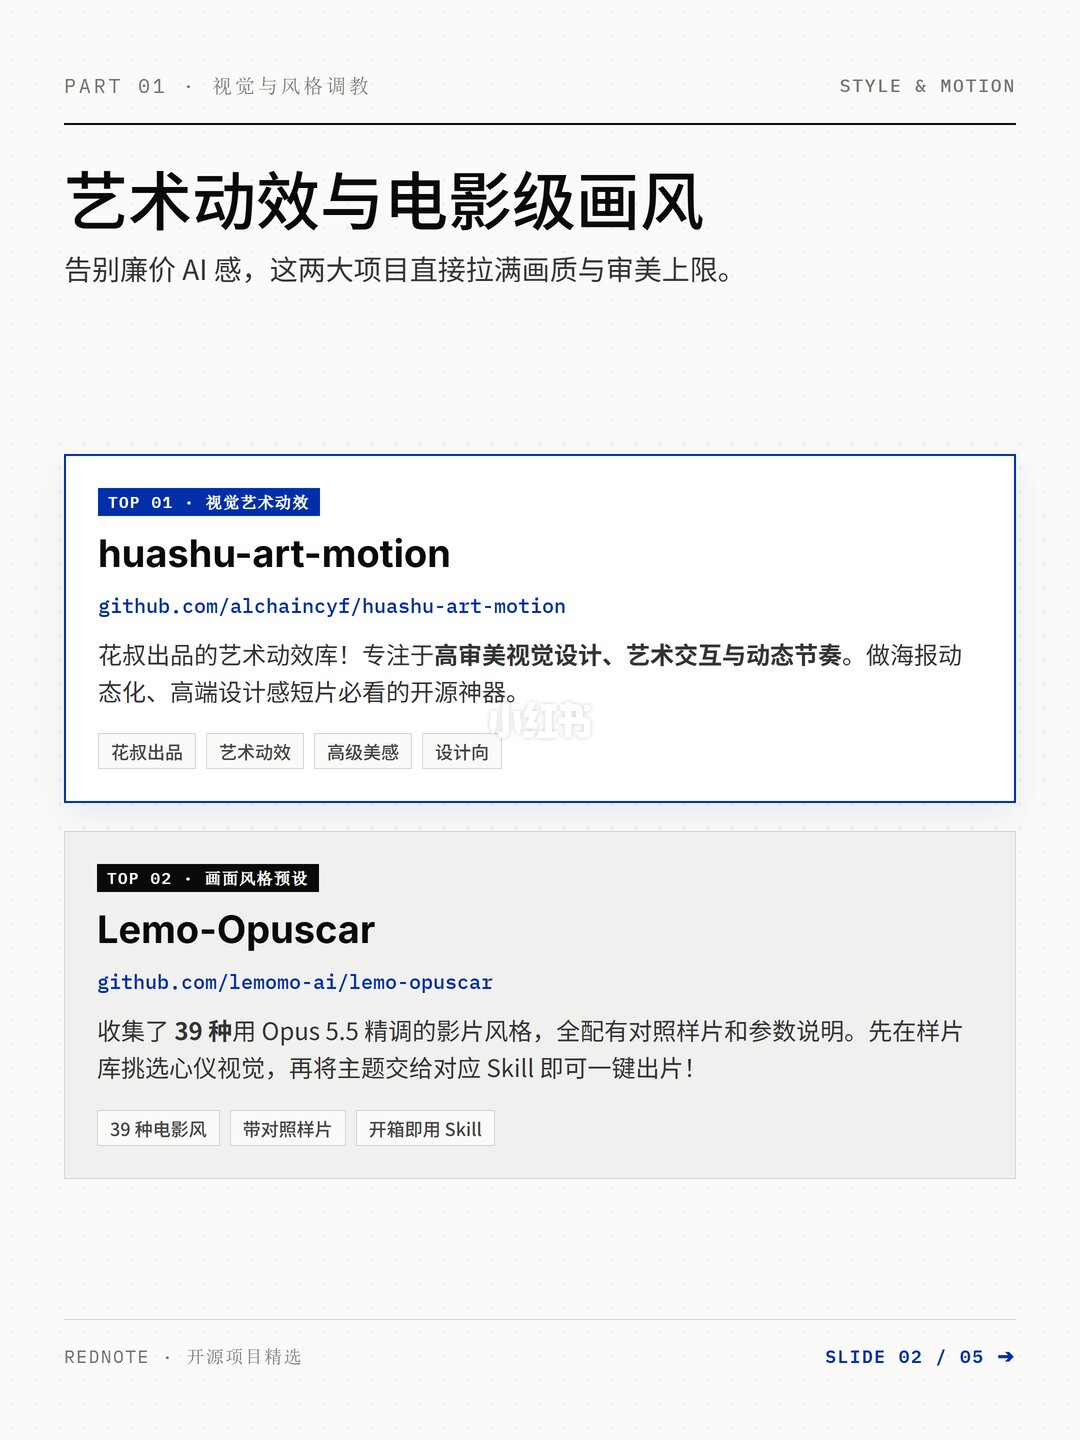 PART 01 · 视觉与风格调教
STYLE & MOTION
艺术动效与电影级画风
告别廉价 AI 感，这两大项目直接拉满画质与审美上限。
TOP 01 · 视觉艺术动效
huashu-art-motion
github.com/alchaincyf/huashu-art-motion
花叔出品的艺术动效库！专注于高审美视觉设计、艺术交互与动态节奏。做海报动
态化、高端设计感短片必看的开源神器。
小红书
花叔出品 艺术动效 高级美感 设计向
TOP 02 · 画面风格预设
Lemo-Opuscar
github.com/lemomo-ai/lemo-opuscar
收集了 39 种用 Opus 5.5 精调的影片风格，全配有对照样片和参数说明。先在样片
库挑选心仪视觉，再将主题交给对应 Skill 即可一键出片！
39 种电影风 带对照样片 开箱即用 Skill
REDNOTE · 开源项目精选
SLIDE 02 / 05 ➔